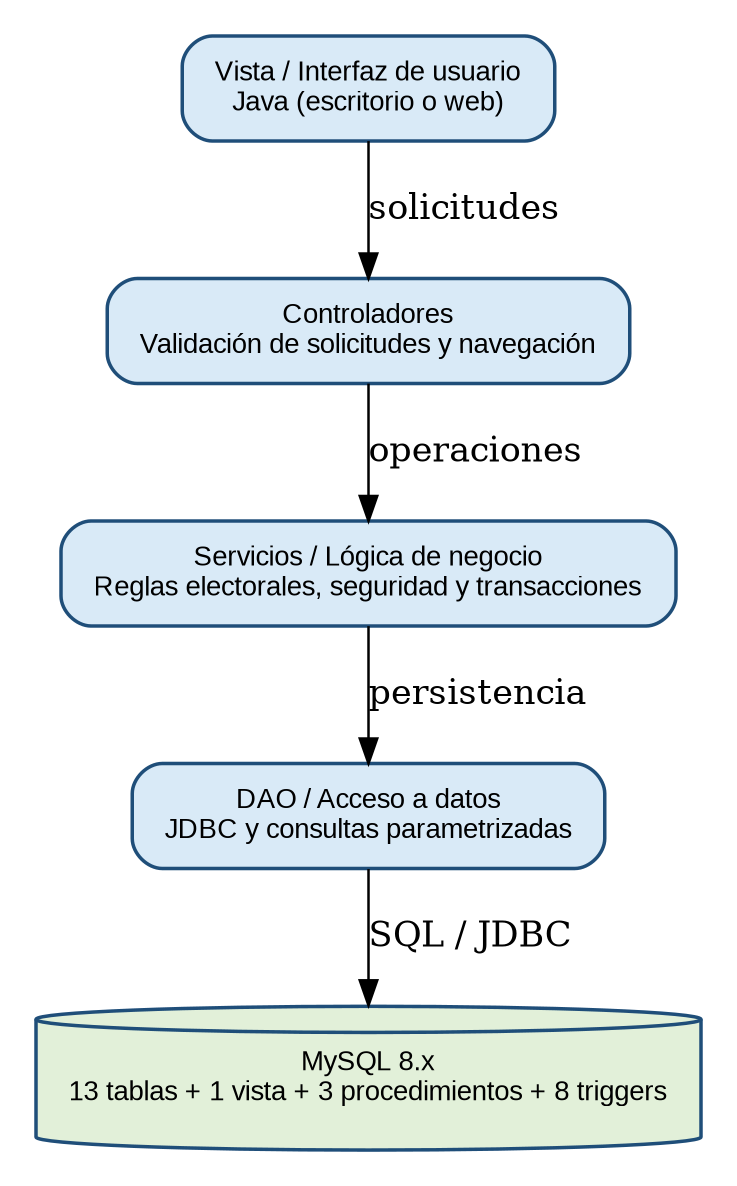 Vista / Interfaz de usuario
Java (escritorio o web)
solicitudes
Controladores
Validación de solicitudes y navegación
operaciones
Servicios / Lógica de negocio
Reglas electorales, seguridad y transacciones
persistencia
DAO / Acceso a datos
JDBC y consultas parametrizadas
SQL / JDBC
MySQL 8.x
13 tablas + 1 vista + 3 procedimientos + 8 triggers